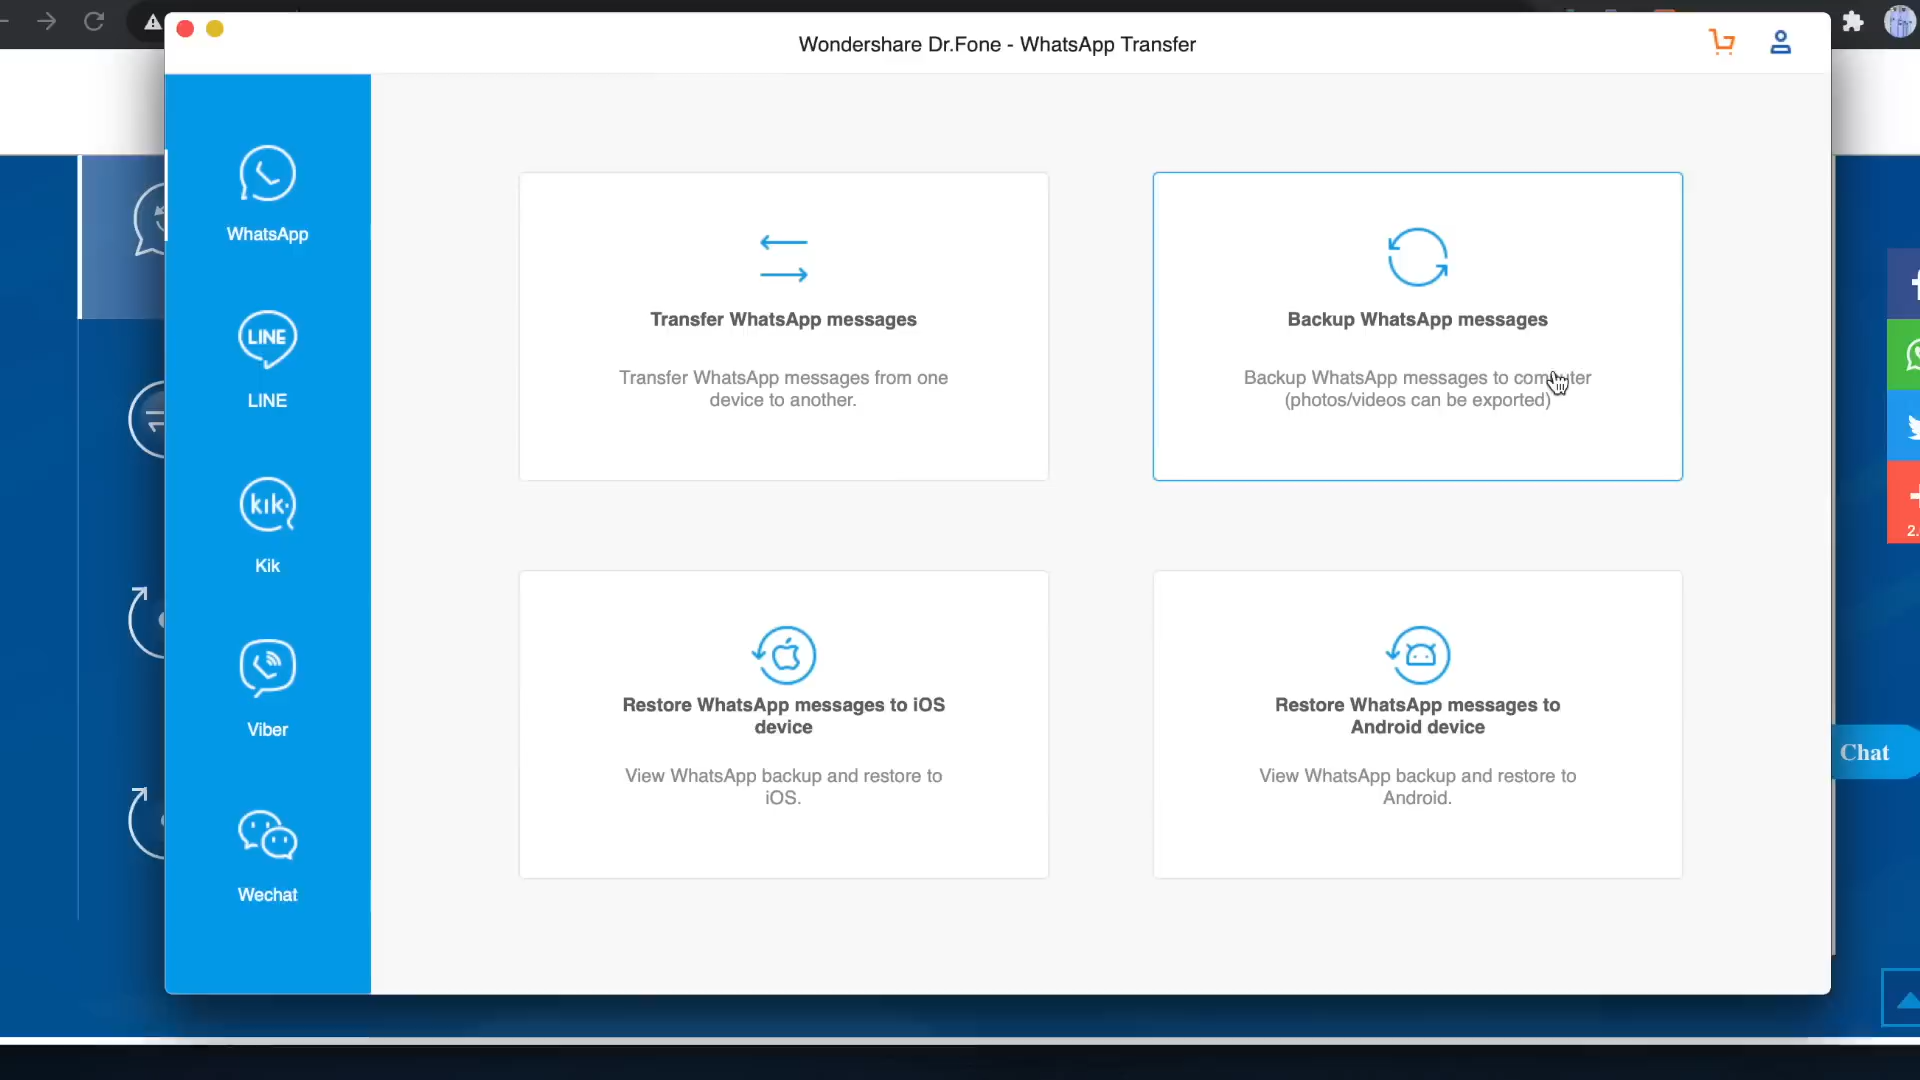 Wondershare Dr.Fone - WhatsApp Transfer
WhatsApp
LINE
LINE
kik
Kik
Viber
Wechat
Transfer WhatsApp messages
Transfer WhatsApp messages from one
device to another.
Backup WhatsApp messages
Backup WhatsApp messages to computer
(photos/videos can be exported)
Restore WhatsApp messages to iOS
device
View WhatsApp backup and restore to
iOS.
Restore WhatsApp messages to
Android device
View WhatsApp backup and restore to
Android.
2.
Chat